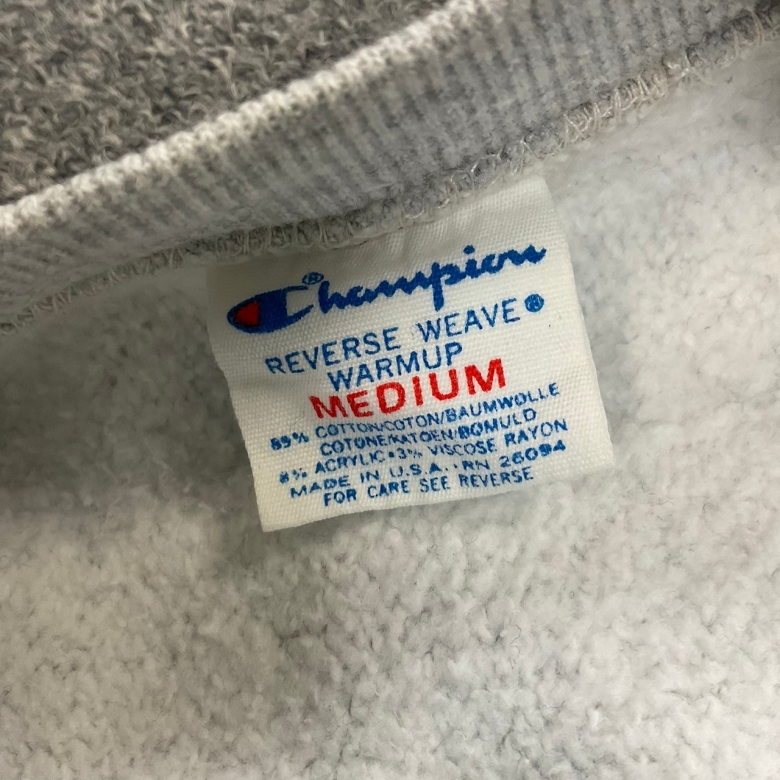 Champion®
REVERSE WEAVE®
WARMUP
MEDIUM
89% COTTON/COTON/BAUMWOLLE
COTONE/KATOEN/BOMULD
8% ACRYLIC•3% VISCOSE RAYON
MADE IN U.S.A.·RN 26094
FOR CARE SEE REVERSE